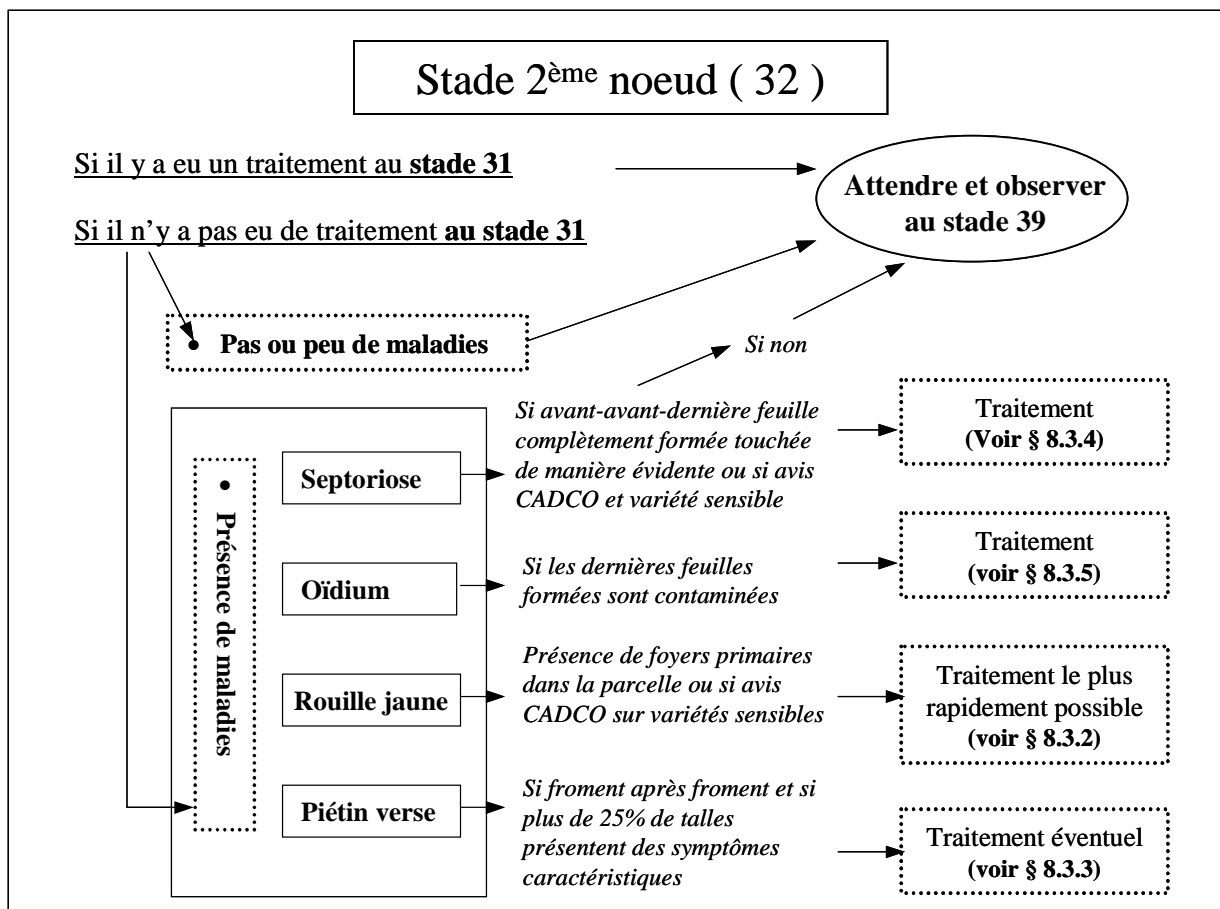 Stade 2ème noeud ( 32 )
Si il y a eu un traitement au stade 31
Attendre et observer
au stade 39
Si il n’y a pas eu de traitement au stade 31
• Pas ou peu de maladies
Si non
• Présence de maladies
Septoriose
Si avant-avant-dernière feuille
complètement formée touchée
de manière évidente ou si avis
CADCO et variété sensible
Traitement
(Voir § 8.3.4)
Oïdium
Si les dernières feuilles
formées sont contaminées
Traitement
(voir § 8.3.5)
Rouille jaune
Présence de foyers primaires
dans la parcelle ou si avis
CADCO sur variétés sensibles
Traitement le plus
rapidement possible
(voir § 8.3.2)
Piétin verse
Si froment après froment et si
plus de 25% de talles
présentent des symptômes
caractéristiques
Traitement éventuel
(voir § 8.3.3)